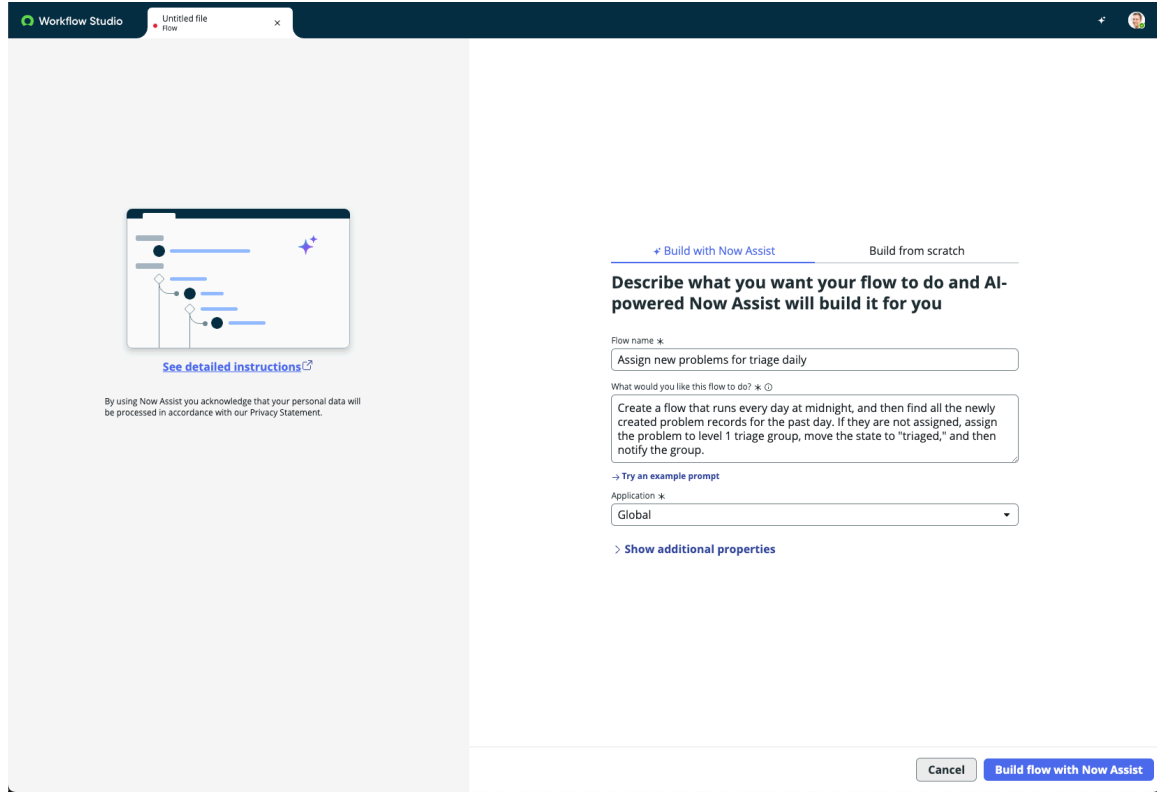 Workflow Studio
Untitled file
Flow
See detailed instructions
By using Now Assist you acknowledge that your personal data will
be processed in accordance with our Privacy Statement.
Build with Now Assist
Build from scratch
Describe what you want your flow to do and AI-
powered Now Assist will build it for you
Flow name *
Assign new problems for triage daily
What would you like this flow to do? *
Create a flow that runs every day at midnight, and then find all the newly
created problem records for the past day. If they are not assigned, assign
the problem to level 1 triage group, move the state to "triaged," and then
notify the group.
→ Try an example prompt
Application *
Global
Show additional properties
Cancel
Build flow with Now Assist